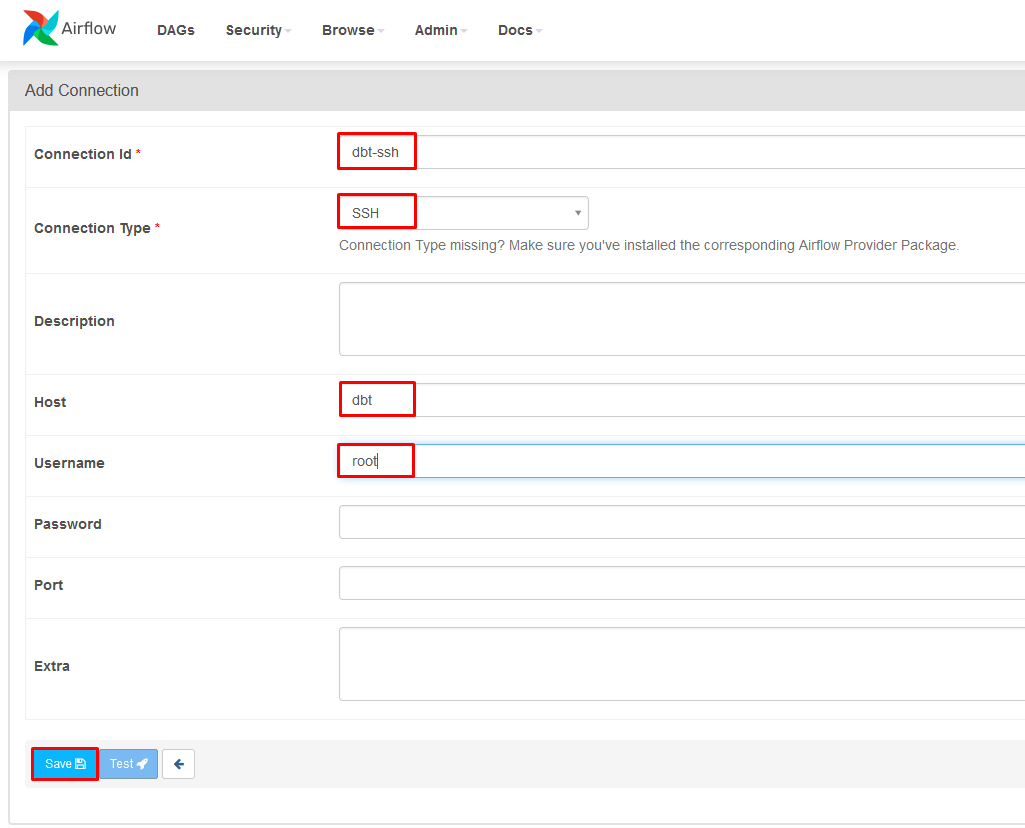 Airflow DAGs Security Browse Admin Docs
Add Connection
Connection Id * dbt-ssh
Connection Type * SSH
Connection Type missing? Make sure you've installed the corresponding Airflow Provider Package.
Description
Host dbt
Username root
Password
Port
Extra
Save Test